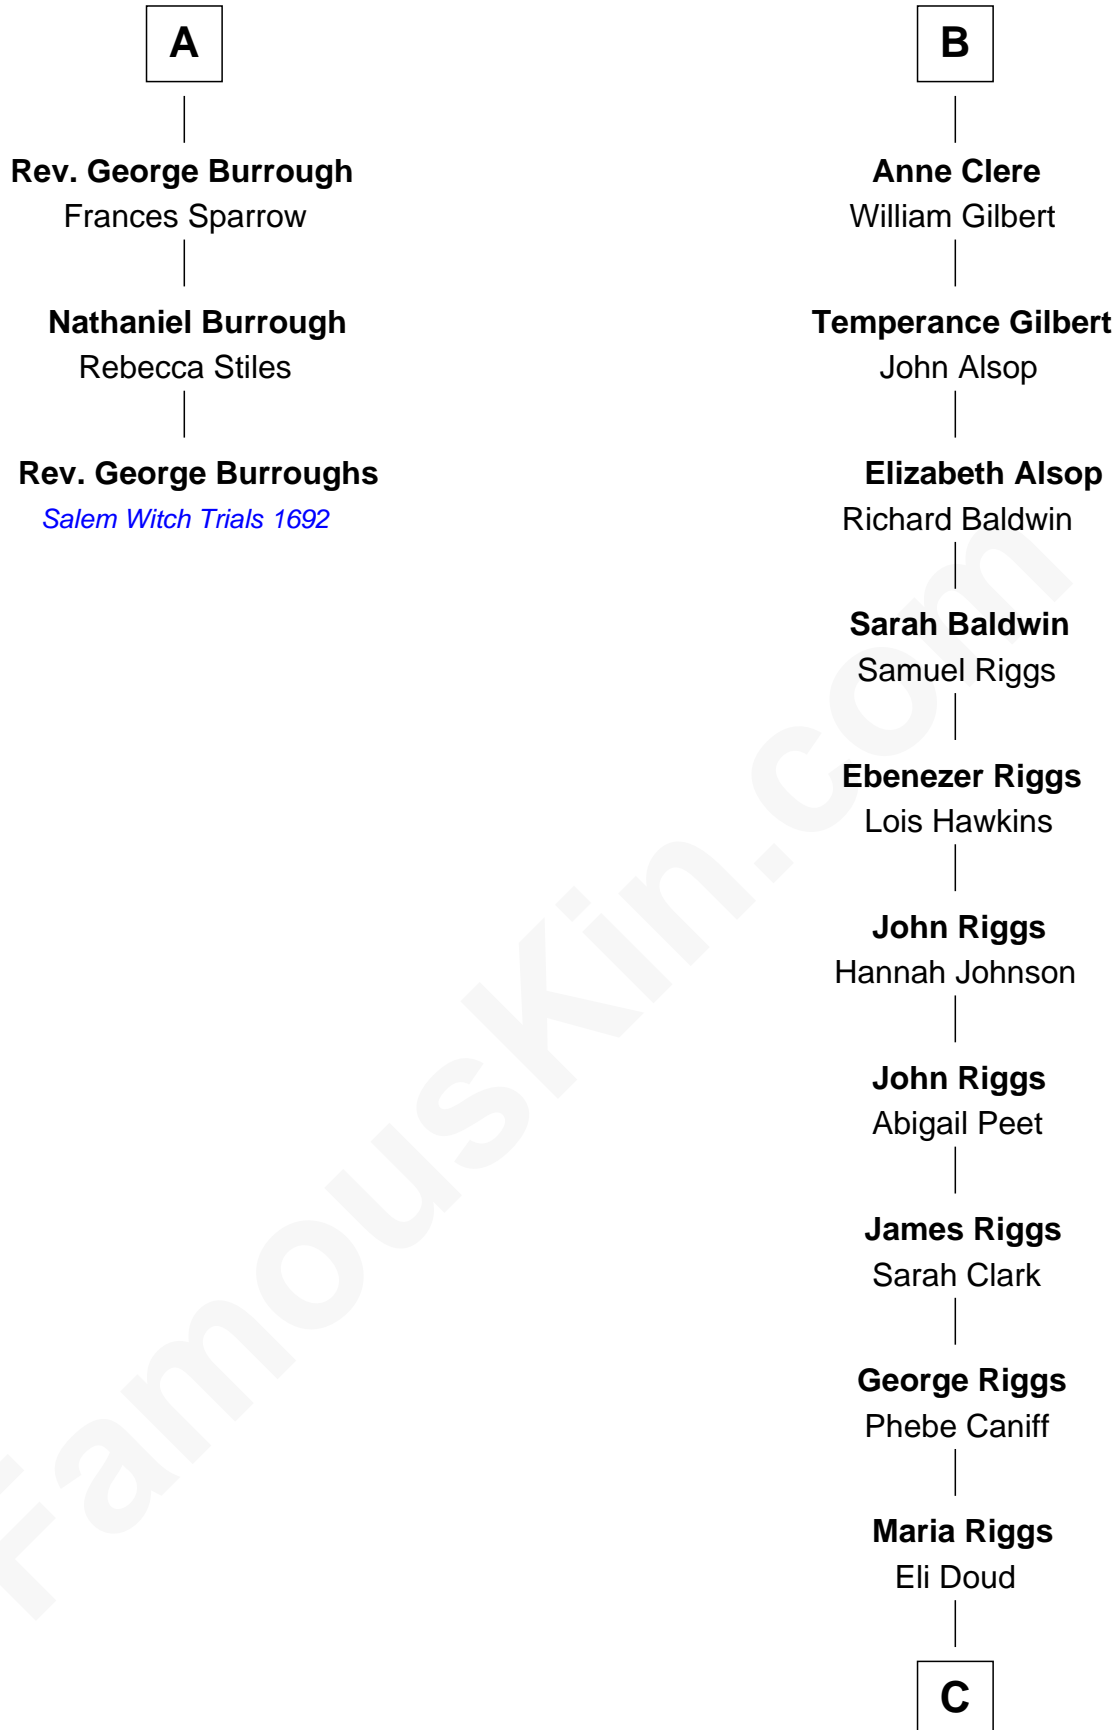 A
Rev. George Burrough
Frances Sparrow
Nathaniel Burrough
Rebecca Stiles
Rev. George Burroughs
Salem Witch Trials 1692
B
Anne Clere
William Gilbert
Temperance Gilbert
John Alsop
Elizabeth Alsop
Richard Baldwin
Sarah Baldwin
Samuel Riggs
Ebenezer Riggs
Lois Hawkins
John Riggs
Hannah Johnson
John Riggs
Abigail Peet
James Riggs
Sarah Clark
George Riggs
Phebe Caniff
Maria Riggs
Eli Doud
C
FamousKin.com